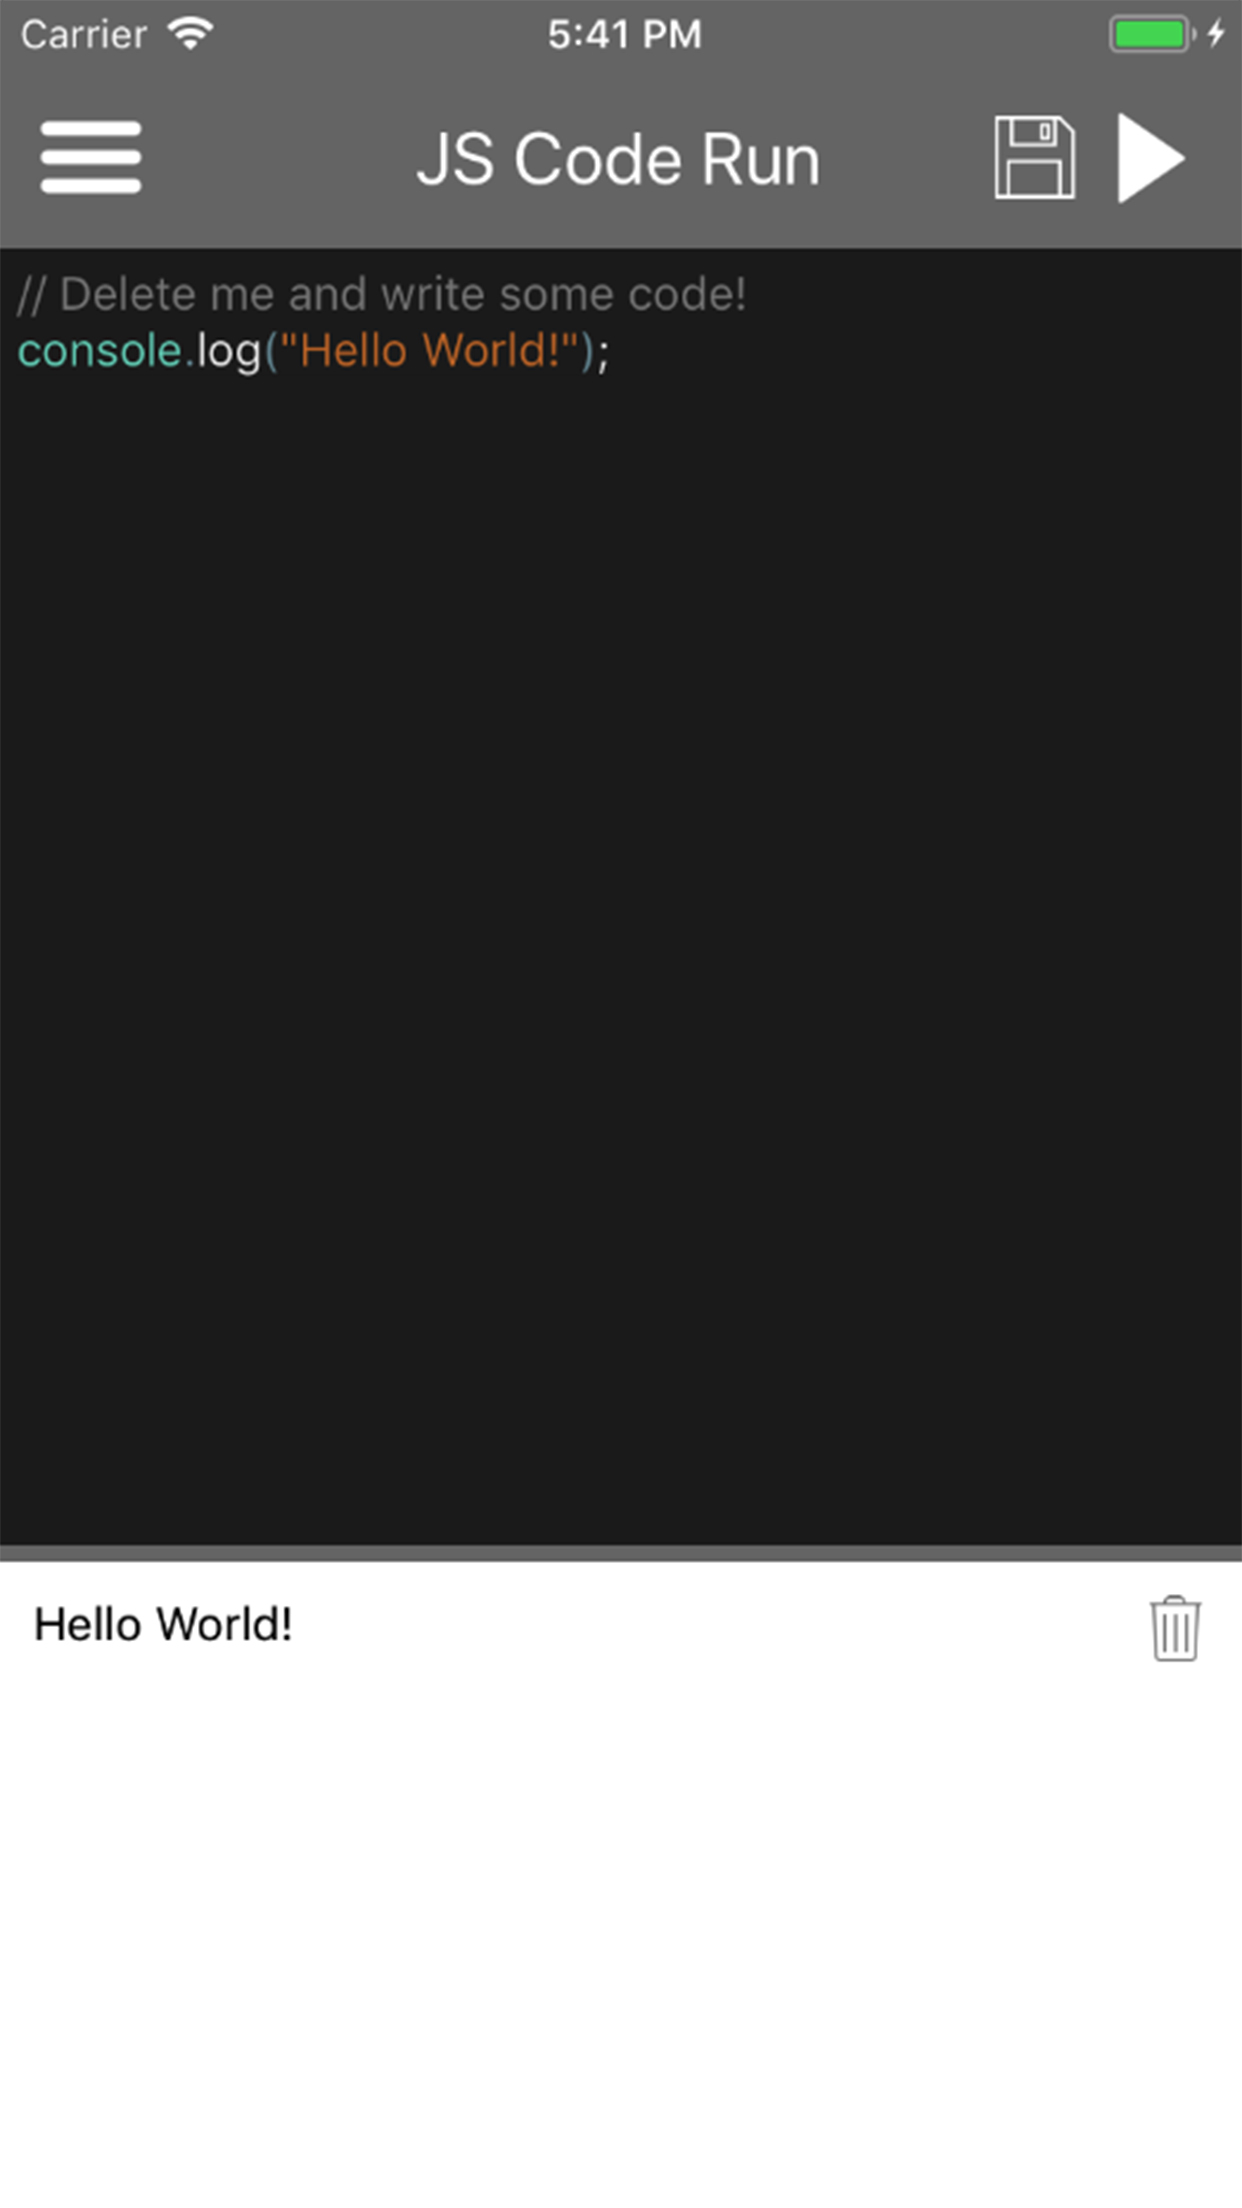 Carrier 5:41 PM
JS Code Run
// Delete me and write some code!
console.log("Hello World!");
Hello World!